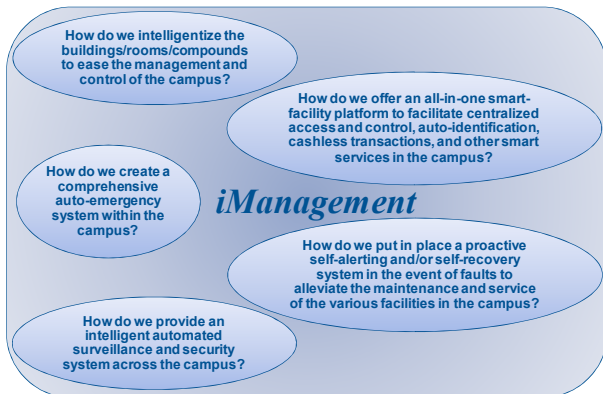 How do we intelligentize the
buildings/rooms/compounds
to ease the management and
control of the campus?
How do we offer an all-in-one smart-
facility platform to facilitate centralized
access and control, auto-identification,
cashless transactions, and other smart
services in the campus?
How do we create a
comprehensive
auto-emergency
system within the
campus?
iManagement
How do we put in place a proactive
self-alerting and/or self-recovery
system in the event of faults to
alleviate the maintenance and service
of the various facilities in the campus?
How do we provide an
intelligent automated
surveillance and security
system across the campus?